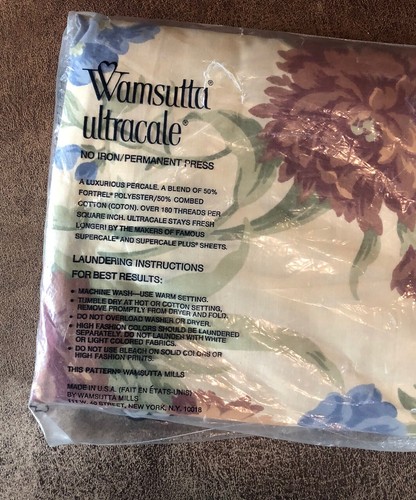 Wamsutta®
ultracale®
NO IRON/PERMANENT PRESS
A LUXURIOUS PERCALE. A BLEND OF 50%
FORTREL® POLYESTER/50% COMBED
COTTON (COTON). OVER 180 THREADS PER
SQUARE INCH. ULTRACALE STAYS FRESH
LONGER! BY THE MAKERS OF FAMOUS
SUPERCALE® AND SUPERCALE PLUS® SHEETS.
LAUNDERING INSTRUCTIONS
FOR BEST RESULTS:
• MACHINE WASH—USE WARM SETTING.
• TUMBLE DRY AT HOT OR COTTON SETTING,
REMOVE PROMPTLY FROM DRYER AND FOLD.
• DO NOT OVERLOAD WASHER OR DRYER.
• HIGH FASHION COLORS SHOULD BE LAUNDERED
SEPARATELY. DO NOT LAUNDER WITH WHITE
OR LIGHT COLORED FABRICS.
• DO NOT USE BLEACH ON SOLID COLORS OR
HIGH FASHION PRINTS.
THIS PATTERN© WAMSUTTA MILLS
MADE IN U.S.A. (FAIT EN ÉTATS-UNIS)
BY WAMSUTTA MILLS
111 W. 40 STREET, NEW YORK, N.Y. 10018